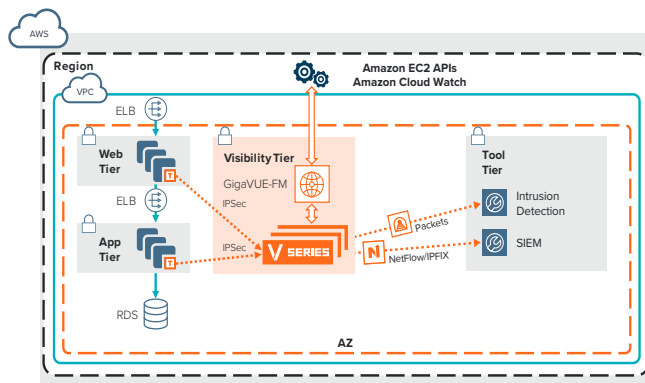 AWS
Region
Amazon EC2 APIs
Amazon Cloud Watch
VPC
ELB
Web
Tier
T
Visibility Tier
GigaVUE-FM
IPSec
Tool
Tier
Intrusion
Detection
ELB
App
Tier
T
IPSec
V SERIES
Packets
N
NetFlow/IPFIX
SIEM
RDS
AZ